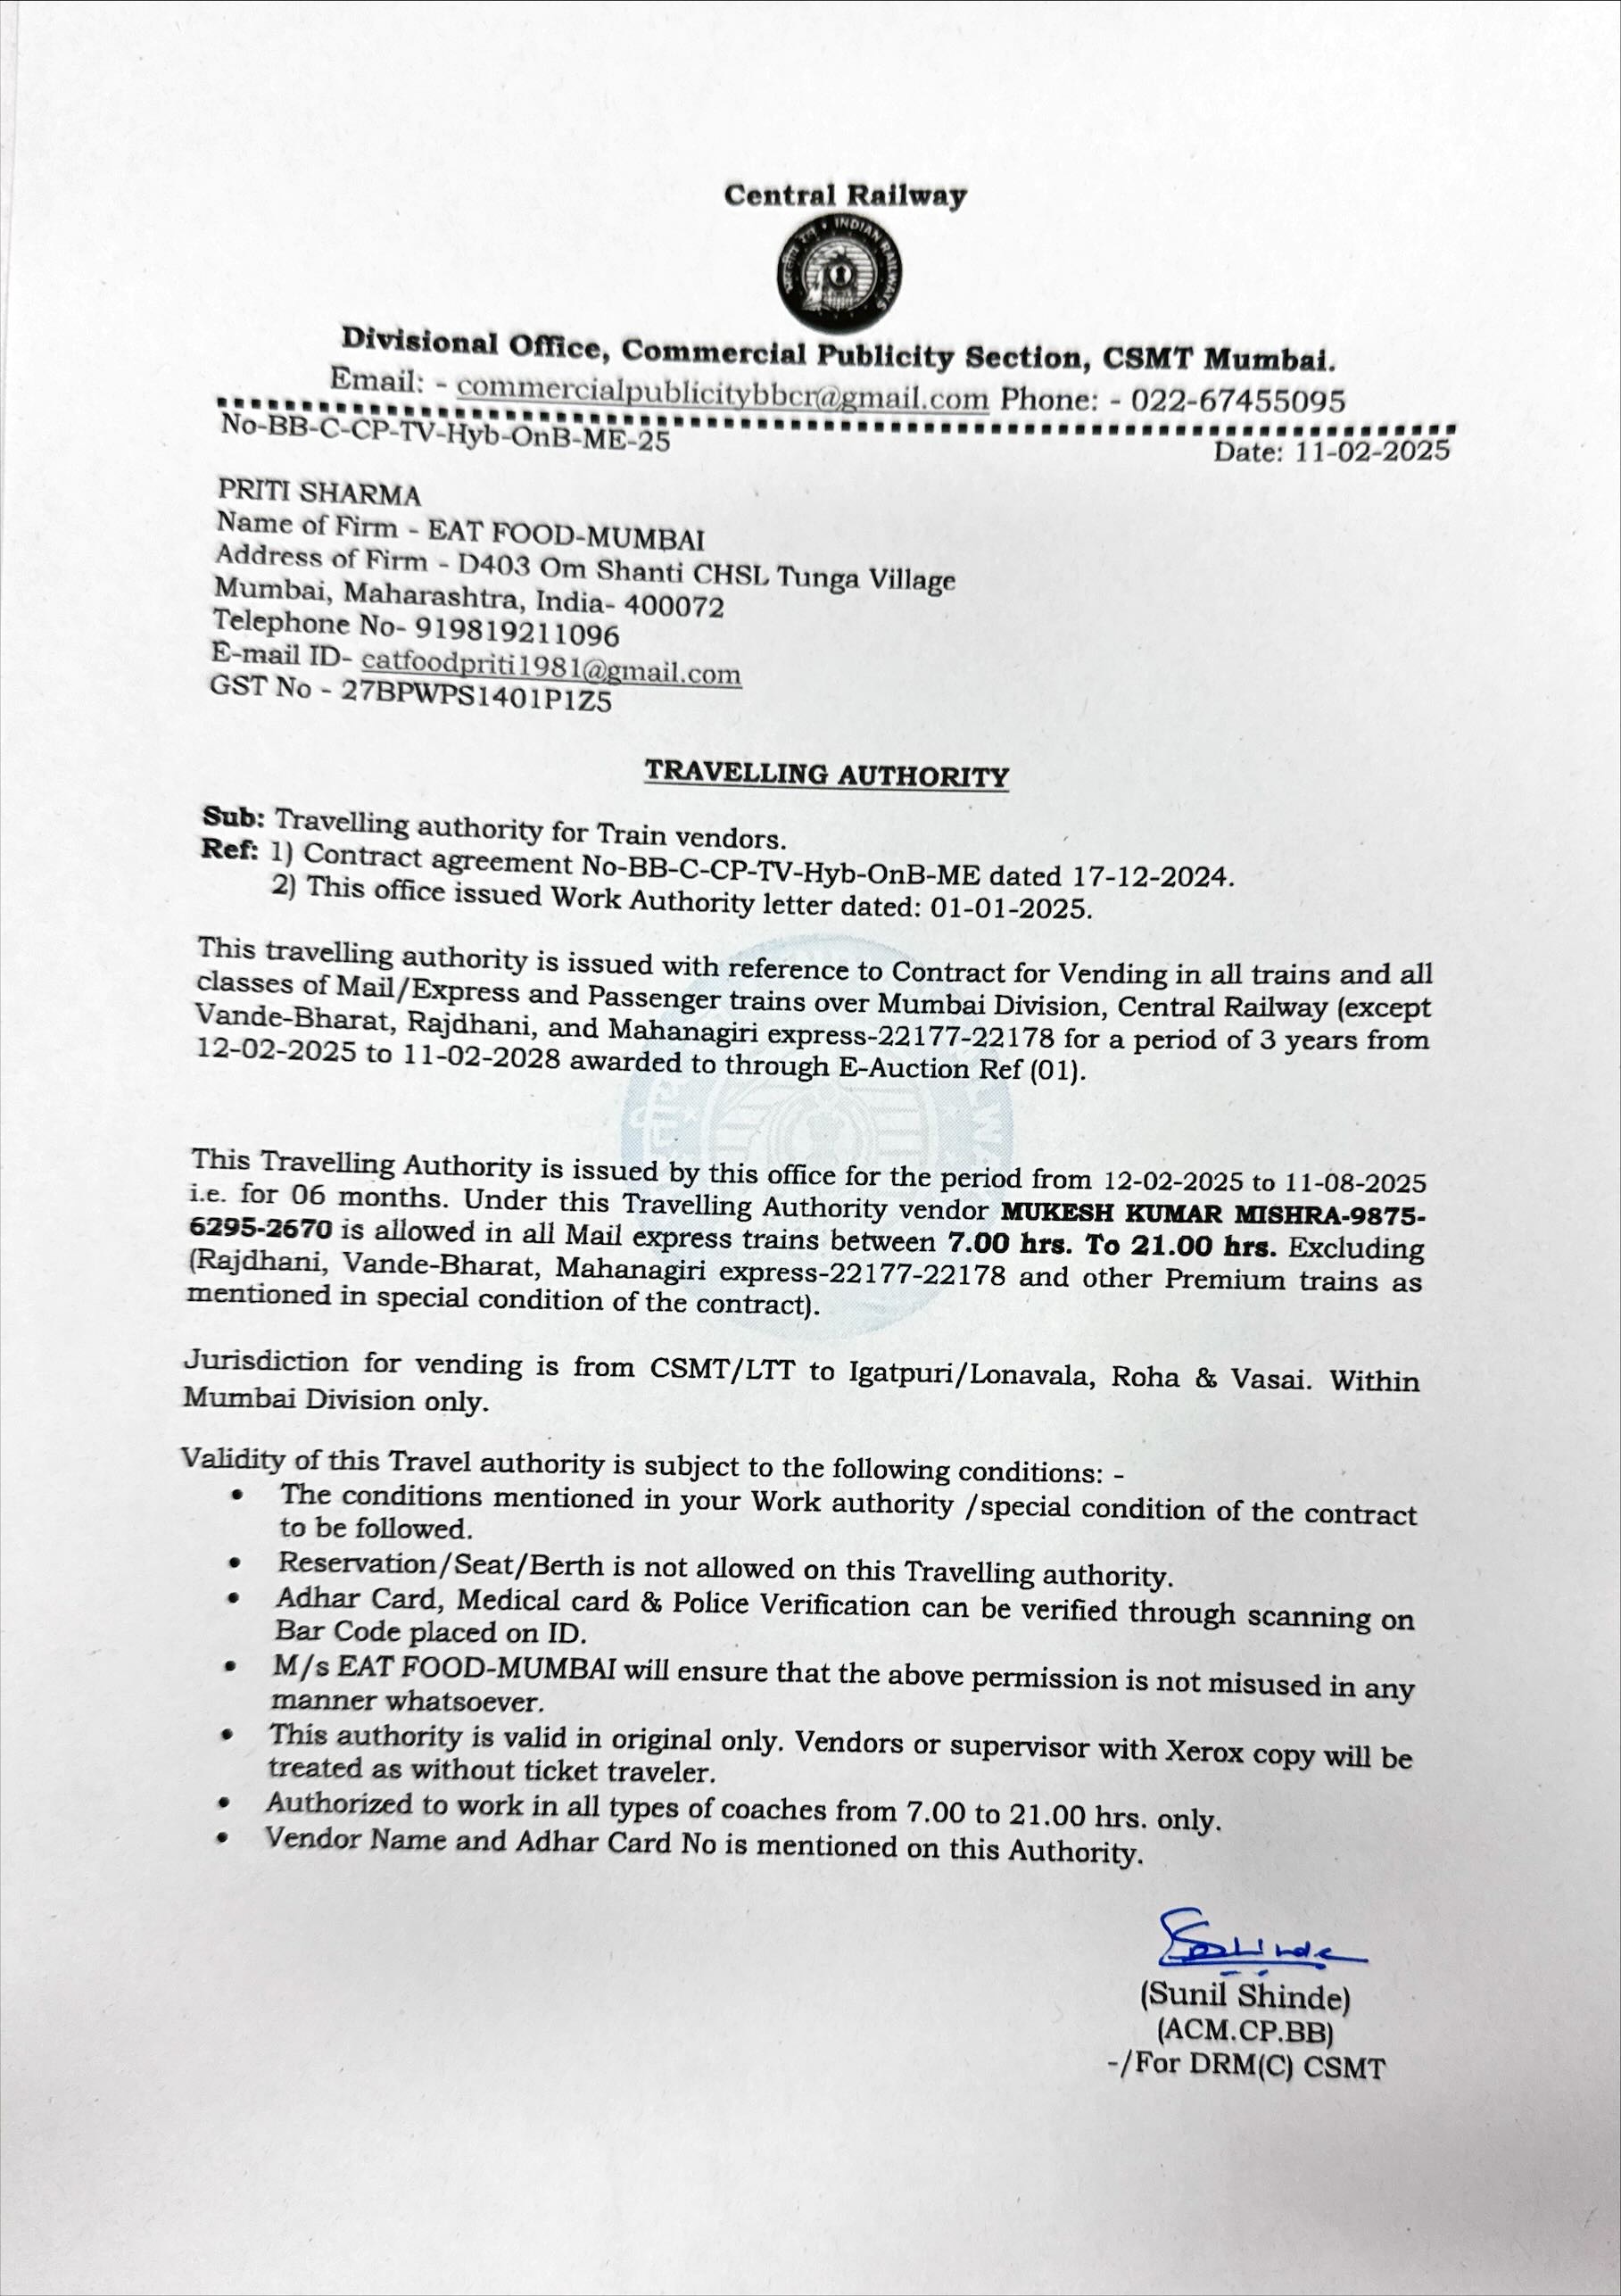 Central Railway
INDIAN RAILWAYS
Divisional Office, Commercial Publicity Section, CSMT Mumbai.
Email: - commercialpublicitybbcr@gmail.com Phone: - 022-67455095
No-BB-C-CP-TV-Hyb-OnB-ME-25
Date: 11-02-2025
PRITI SHARMA
Name of Firm - EAT FOOD-MUMBAI
Address of Firm - D403 Om Shanti CHSL Tunga Village
Mumbai, Maharashtra, India- 400072
Telephone No- 919819211096
E-mail ID- eatfoodpriti1981@gmail.com
GST No - 27BPWPS1401P1Z5
TRAVELLING AUTHORITY
Sub: Travelling authority for Train vendors.
Ref: 1) Contract agreement No-BB-C-CP-TV-Hyb-OnB-ME dated 17-12-2024.
2) This office issued Work Authority letter dated: 01-01-2025.
This travelling authority is issued with reference to Contract for Vending in all trains and all
classes of Mail/Express and Passenger trains over Mumbai Division, Central Railway (except
Vande-Bharat, Rajdhani, and Mahanagiri express-22177-22178 for a period of 3 years from
12-02-2025 to 11-02-2028 awarded to through E-Auction Ref (01).
This Travelling Authority is issued by this office for the period from 12-02-2025 to 11-08-2025
i.e. for 06 months. Under this Travelling Authority vendor MUKESH KUMAR MISHRA-9875-
6295-2670 is allowed in all Mail express trains between 7.00 hrs. To 21.00 hrs. Excluding
(Rajdhani, Vande-Bharat, Mahanagiri express-22177-22178 and other Premium trains as
mentioned in special condition of the contract).
Jurisdiction for vending is from CSMT/LTT to Igatpuri/Lonavala, Roha & Vasai. Within
Mumbai Division only.
Validity of this Travel authority is subject to the following conditions: -
• The conditions mentioned in your Work authority /special condition of the contract
to be followed.
• Reservation/Seat/Berth is not allowed on this Travelling authority.
• Adhar Card, Medical card & Police Verification can be verified through scanning on
Bar Code placed on ID.
• M/s EAT FOOD-MUMBAI will ensure that the above permission is not misused in any
manner whatsoever.
• This authority is valid in original only. Vendors or supervisor with Xerox copy will be
treated as without ticket traveler.
• Authorized to work in all types of coaches from 7.00 to 21.00 hrs. only.
• Vendor Name and Adhar Card No is mentioned on this Authority.
(Sunil Shinde)
(ACM.CP.BB)
-/For DRM(C) CSMT